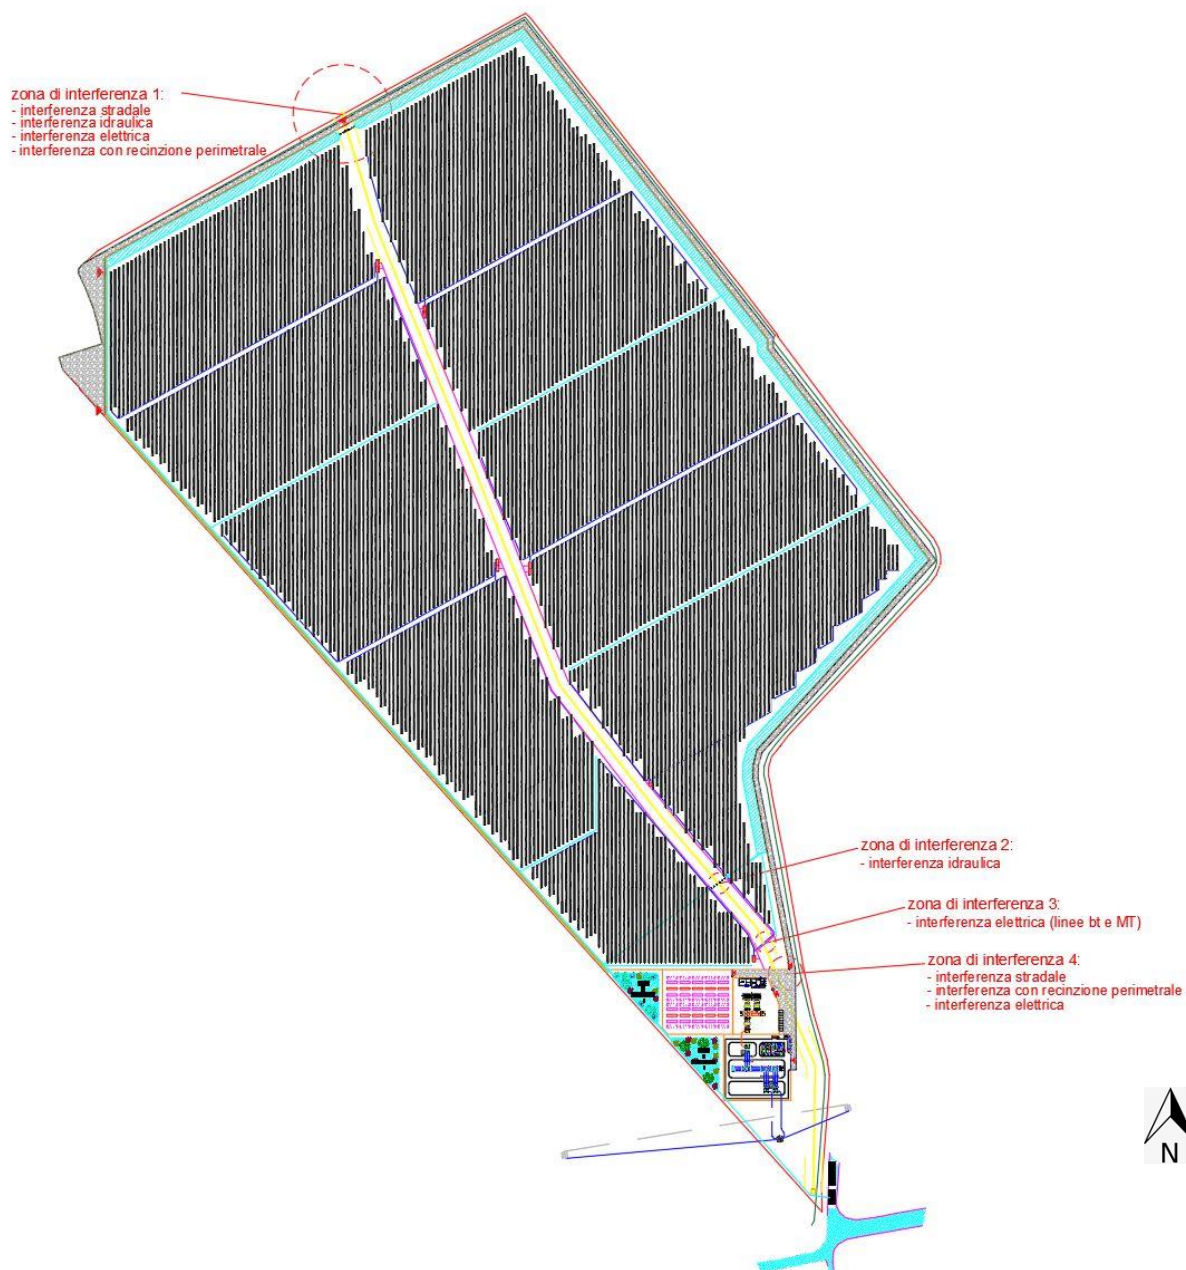 zona di interferenza 1:
- interferenza stradale
- interferenza idraulica
- interferenza elettrica
- interferenza con recinzione perimetrale
zona di interferenza 2:
- interferenza idraulica
zona di interferenza 3:
- interferenza elettrica (linee bt e MT)
zona di interferenza 4:
- interferenza stradale
- interferenza con recinzione perimetrale
- interferenza elettrica
N